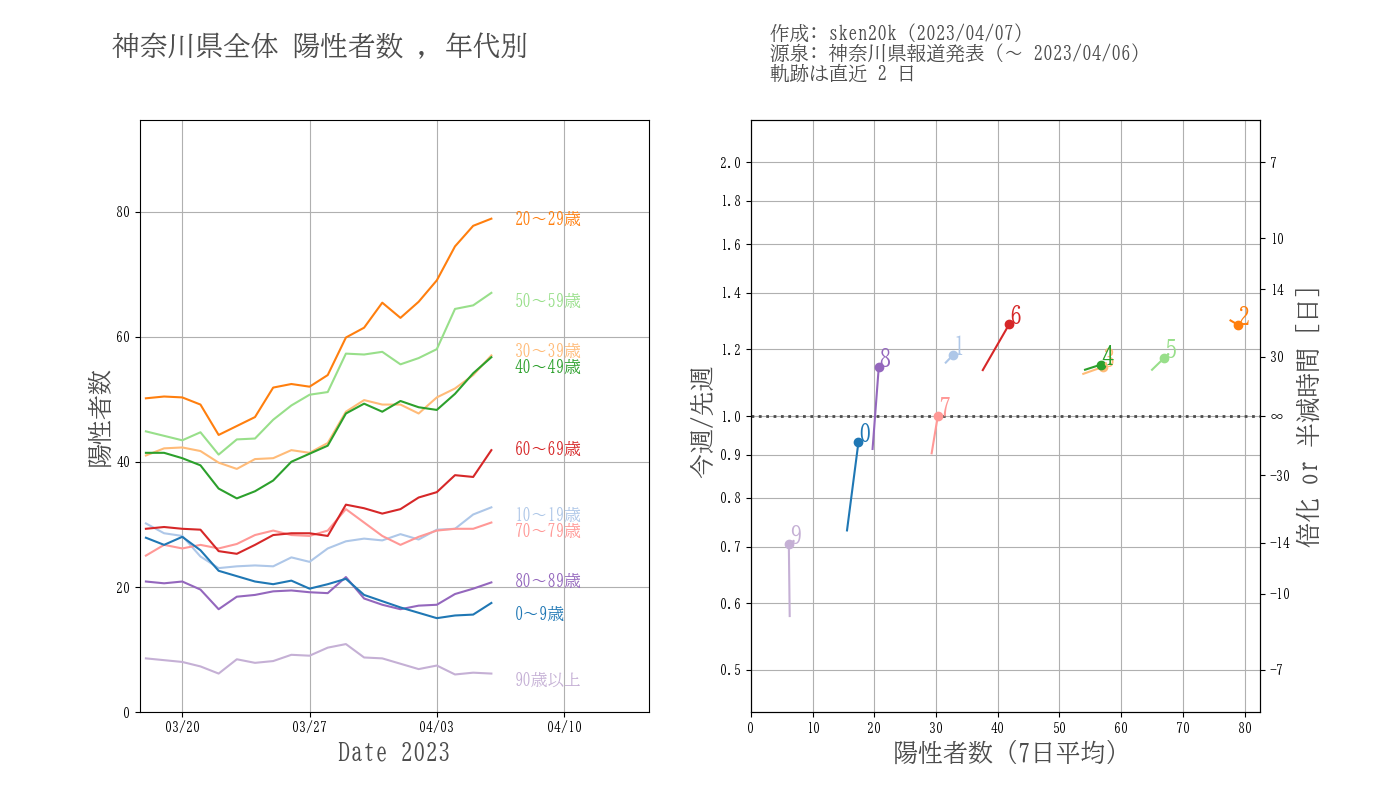 神奈川県全体 陽性者数 , 年代別
作成: sken20k (2023/04/07)
源泉: 神奈川県報道発表 (～ 2023/04/06)
軌跡は直近 2 日
陽性者数
80
60
40
20
0
20～29歳
50～59歳
30～39歳
40～49歳
60～69歳
10～19歳
70～79歳
80～89歳
0～9歳
90歳以上
03/20 03/27 04/03 04/10
Date 2023
今週/先週
2.0
1.8
1.6
1.4
1.2
1.0
0.9
0.8
0.7
0.6
0.5
2
6
1
5
4
8
7
0
9
7
10
14
30
∞
-30
-14
-10
-7
倍化 or 半減時間 [日]
0 10 20 30 40 50 60 70 80
陽性者数 (7日平均)